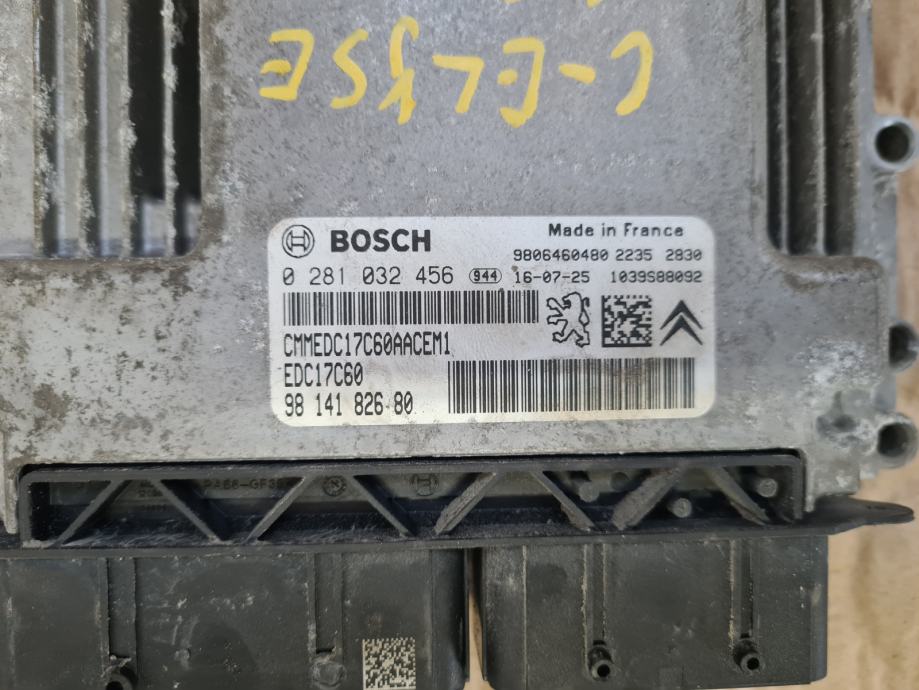 C-ELYSE
BOSCH
Made in France
9806460480 2235 2830
0 281 032 456 944 16-07-25 1039S88092
CMMEDC17C60AACEM1
EDC17C60
98 141 826 80